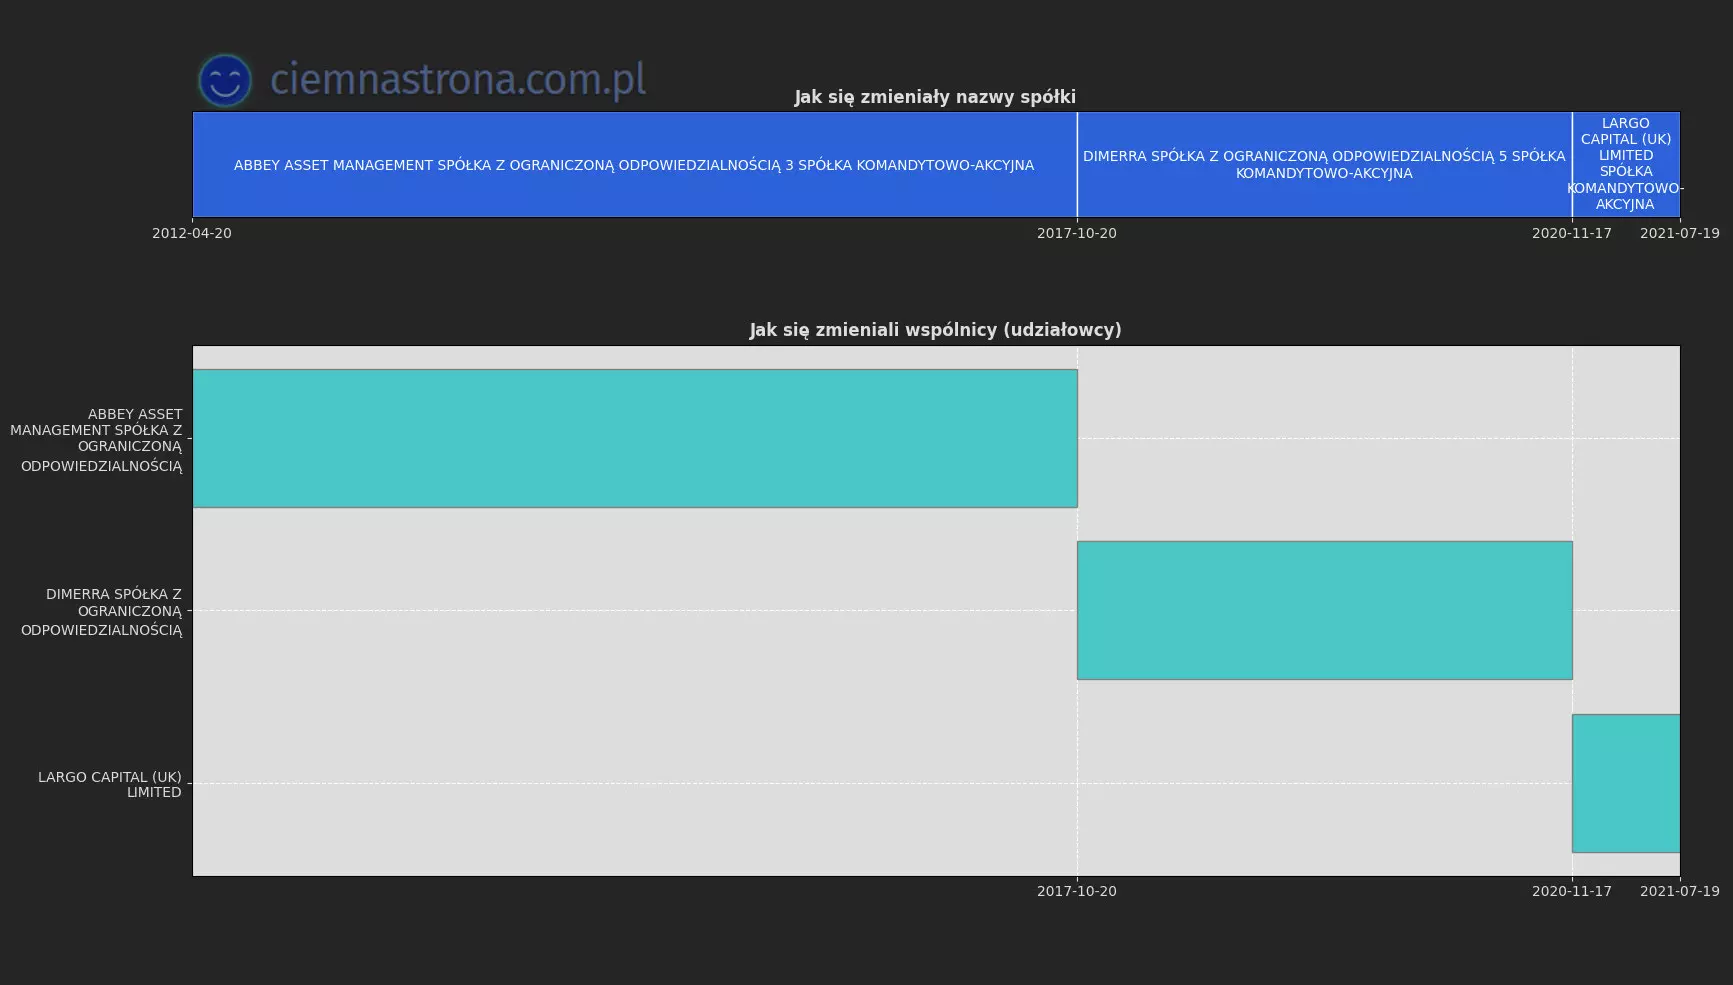 ciemnastrona.com.pl
Jak się zmieniały nazwy spółki
ABBEY ASSET MANAGEMENT SPÓŁKA Z OGRANICZONĄ ODPOWIEDZIALNOŚCIĄ 3 SPÓŁKA KOMANDYTOWO-AKCYJNA
DIMERRA SPÓŁKA Z OGRANICZONĄ ODPOWIEDZIALNOŚCIĄ 5 SPÓŁKA
KOMANDYTOWO-AKCYJNA
LARGO
CAPITAL (UK)
LIMITED
SPÓŁKA
KOMANDYTOWO-
AKCYJNA
2012-04-20
2017-10-20
2020-11-17
2021-07-19
Jak się zmieniali wspólnicy (udziałowcy)
ABBEY ASSET
MANAGEMENT SPÓŁKA Z
OGRANICZONĄ
ODPOWIEDZIALNOŚCIĄ
DIMERRA SPÓŁKA Z
OGRANICZONĄ
ODPOWIEDZIALNOŚCIĄ
LARGO CAPITAL (UK)
LIMITED
2017-10-20
2020-11-17
2021-07-19